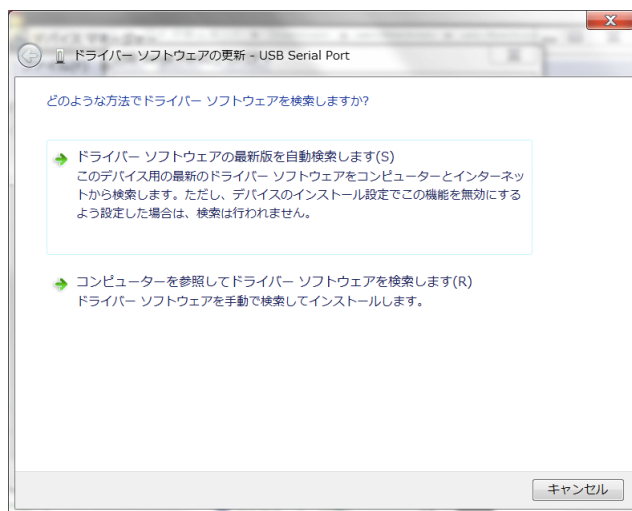 ドライバー ソフトウェアの更新 - USB Serial Port
どのような方法でドライバー ソフトウェアを検索しますか?
ドライバー ソフトウェアの最新版を自動検索します(S)
このデバイス用の最新のドライバー ソフトウェアをコンピューターとインターネッ
トから検索します。ただし、デバイスのインストール設定でこの機能を無効にする
よう設定した場合は、検索は行われません。
コンピューターを参照してドライバー ソフトウェアを検索します(R)
ドライバー ソフトウェアを手動で検索してインストールします。
キャンセル